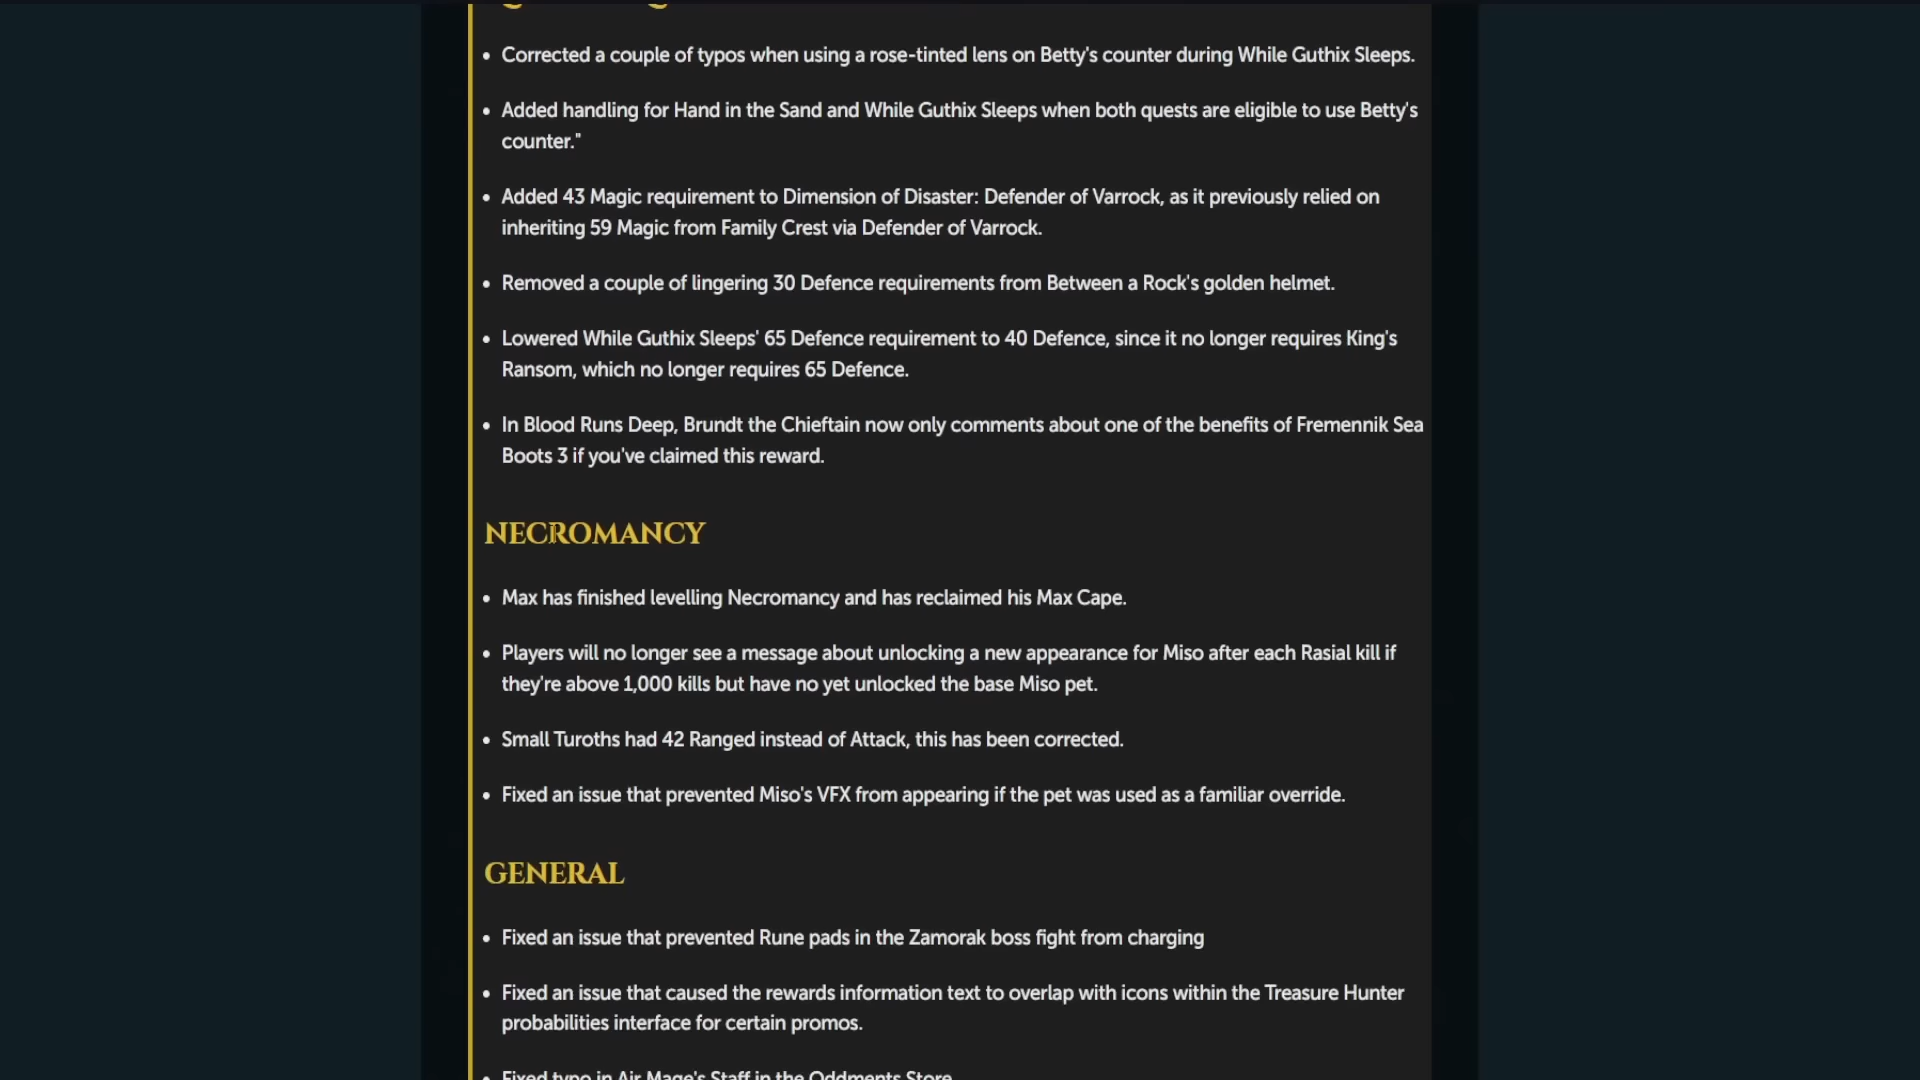 • Corrected a couple of typos when using a rose-tinted lens on Betty's counter during While Guthix Sleeps.
• Added handling for Hand in the Sand and While Guthix Sleeps when both quests are eligible to use Betty's
counter."
• Added 43 Magic requirement to Dimension of Disaster: Defender of Varrock, as it previously relied on
inheriting 59 Magic from Family Crest via Defender of Varrock.
• Removed a couple of lingering 30 Defence requirements from Between a Rock's golden helmet.
• Lowered While Guthix Sleeps' 65 Defence requirement to 40 Defence, since it no longer requires King's
Ransom, which no longer requires 65 Defence.
• In Blood Runs Deep, Brundt the Chieftain now only comments about one of the benefits of Fremennik Sea
Boots 3 if you've claimed this reward.
NECROMANCY
• Max has finished levelling Necromancy and has reclaimed his Max Cape.
• Players will no longer see a message about unlocking a new appearance for Miso after each Rasial kill if
they're above 1,000 kills but have no yet unlocked the base Miso pet.
• Small Turoths had 42 Ranged instead of Attack, this has been corrected.
• Fixed an issue that prevented Miso's VFX from appearing if the pet was used as a familiar override.
GENERAL
• Fixed an issue that prevented Rune pads in the Zamorak boss fight from charging
• Fixed an issue that caused the rewards information text to overlap with icons within the Treasure Hunter
probabilities interface for certain promos.
• Fixed typo in Air Mage's Staff in the Oddments Store